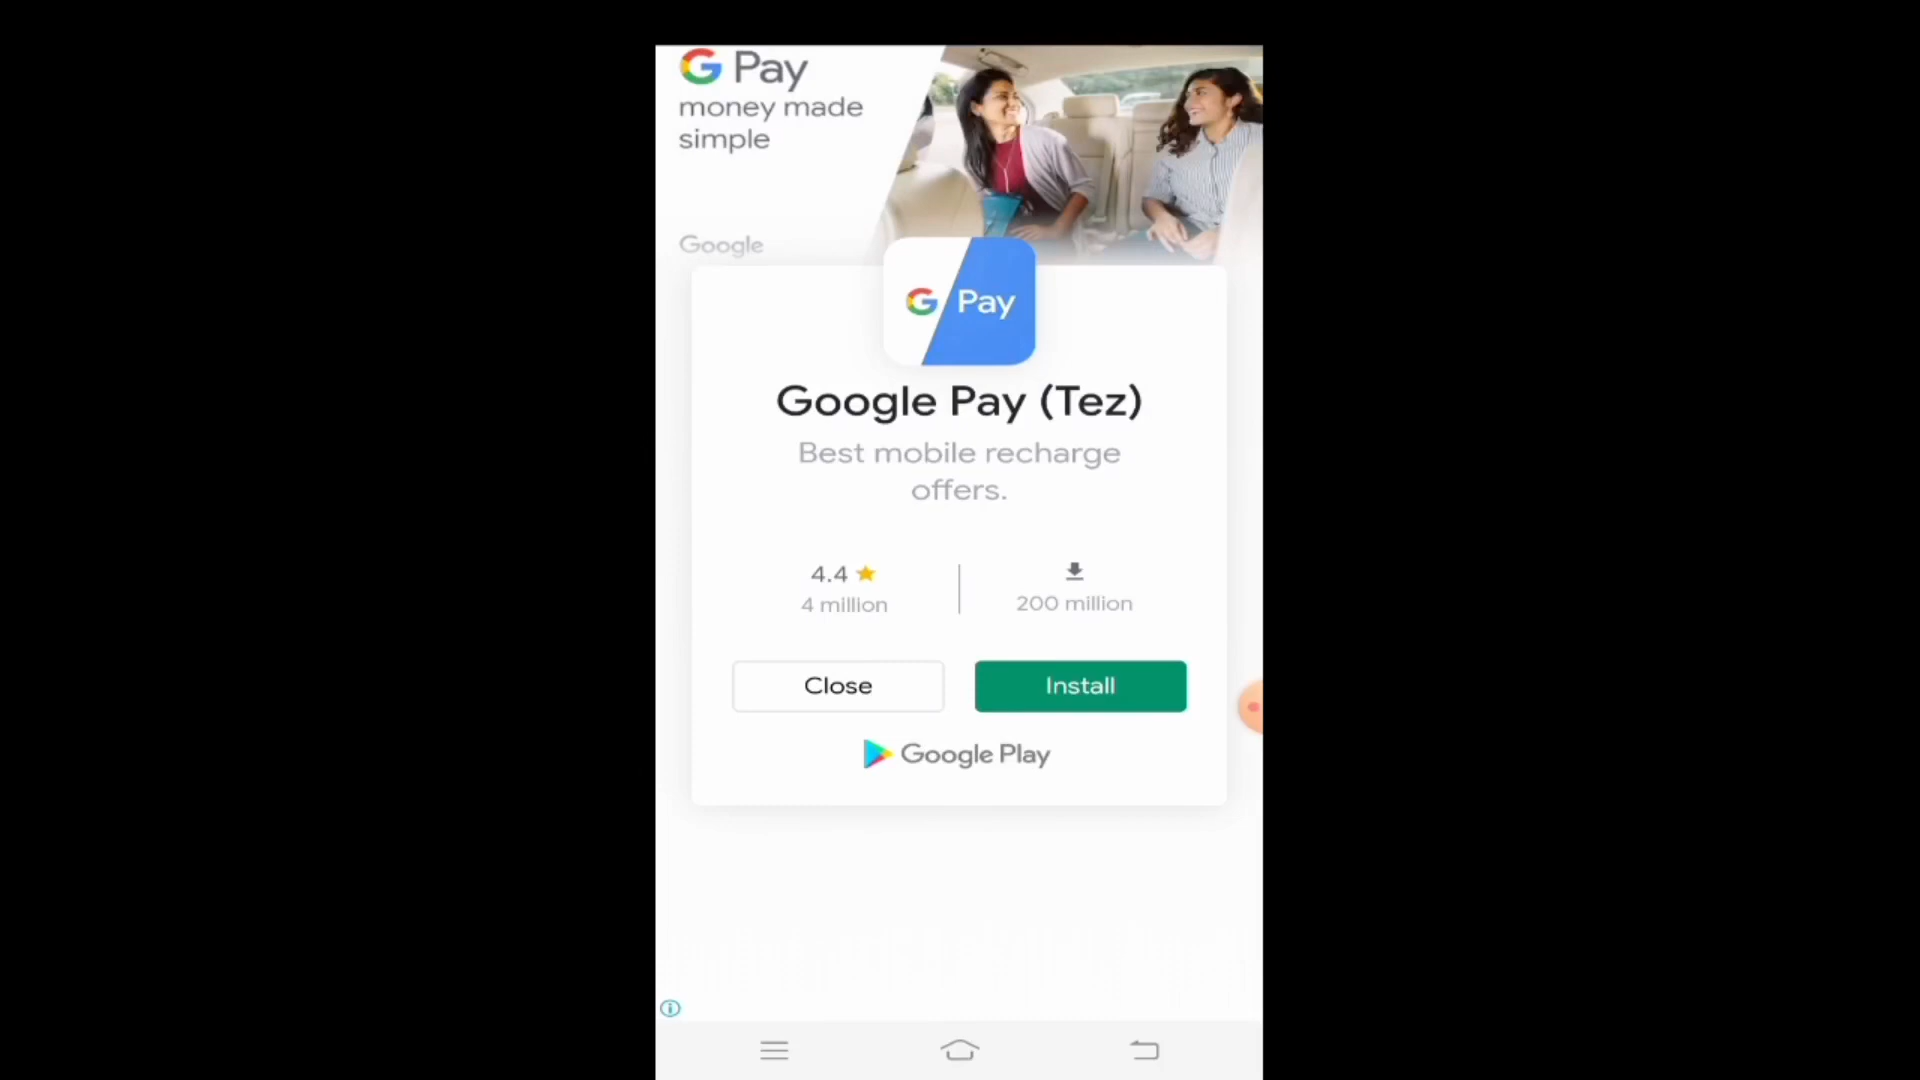 G Pay
money made
simple
Google
G Pay
Google Pay (Tez)
Best mobile recharge
offers.
4.4
4 million
200 million
Close
Install
Google Play